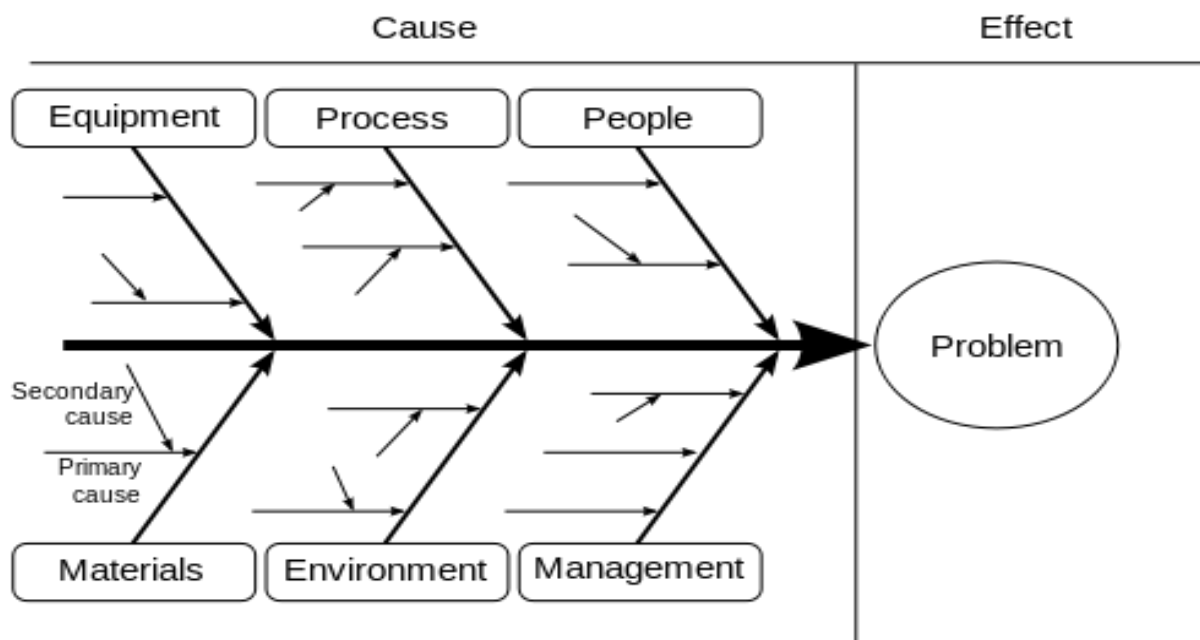 Cause
Effect
Equipment
Process
People
Problem
Secondary
cause
Primary
cause
Materials
Environment
Management